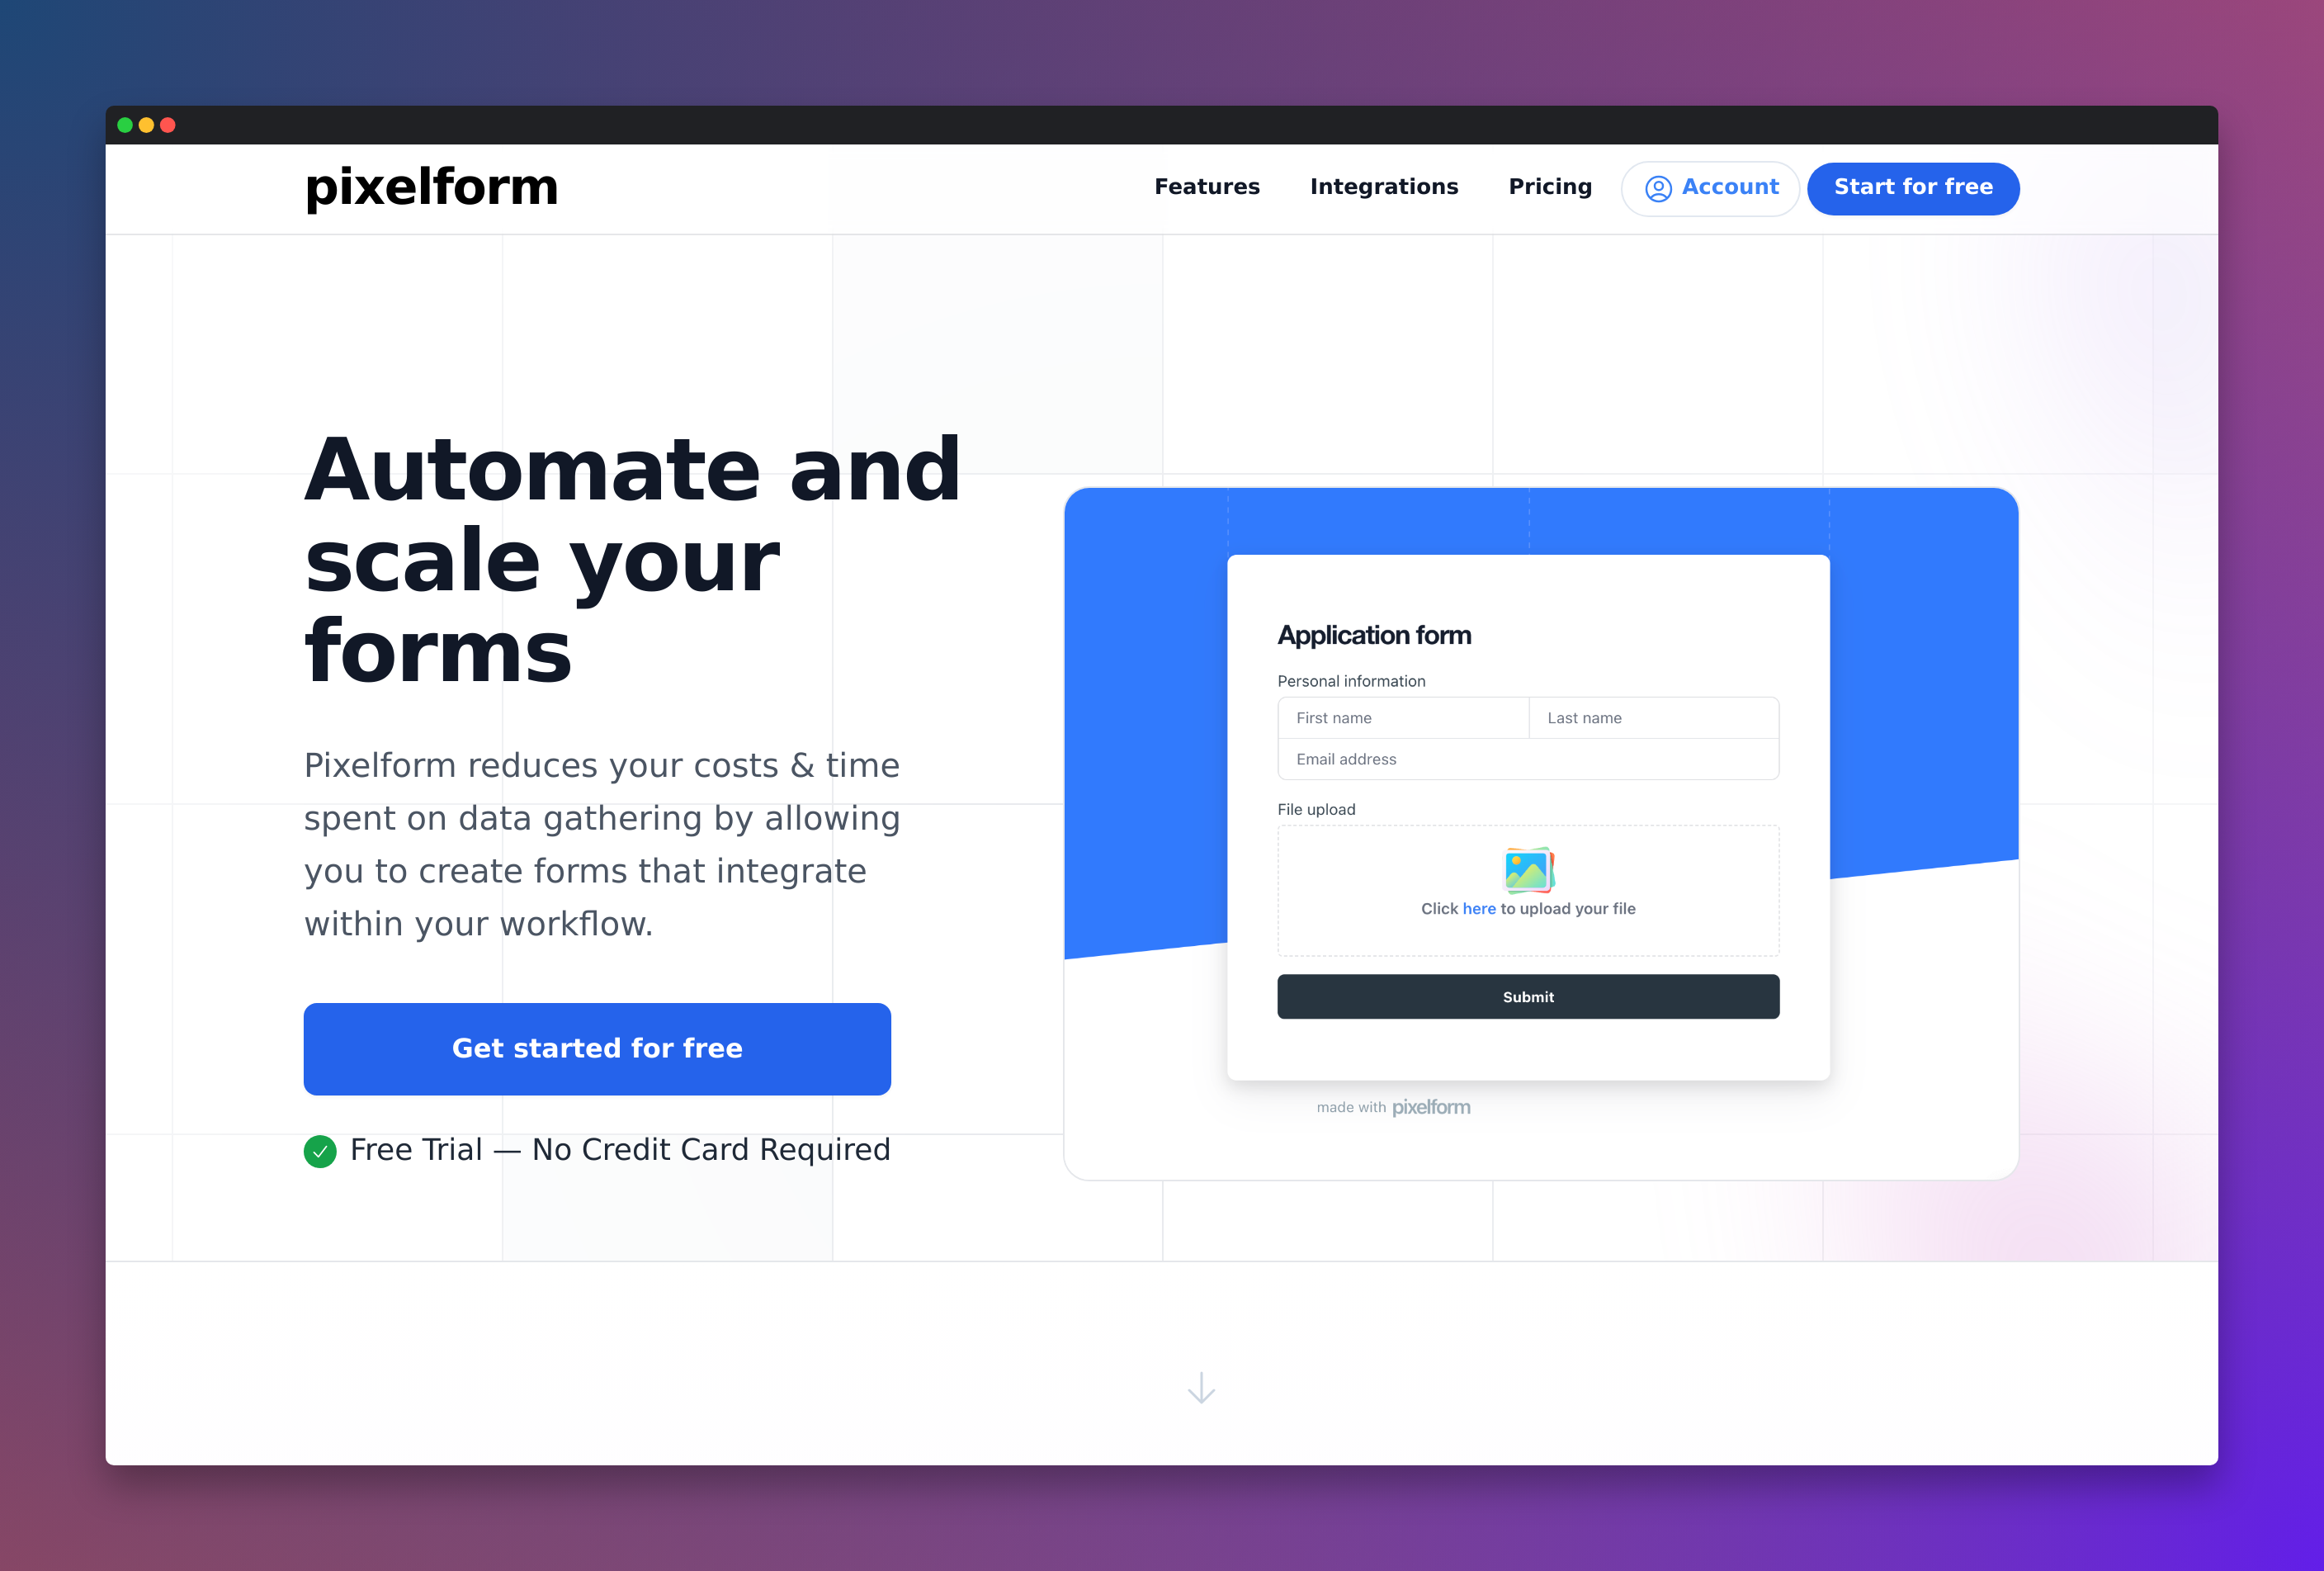 pixelform
Features
Integrations
Pricing
Account
Start for free
Automate and
scale your
forms
Pixelform reduces your costs & time
spent on data gathering by allowing
you to create forms that integrate
within your workflow.
Get started for free
Free Trial — No Credit Card Required
Application form
Personal information
First name
Last name
Email address
File upload
Click here to upload your file
Submit
made with pixelform